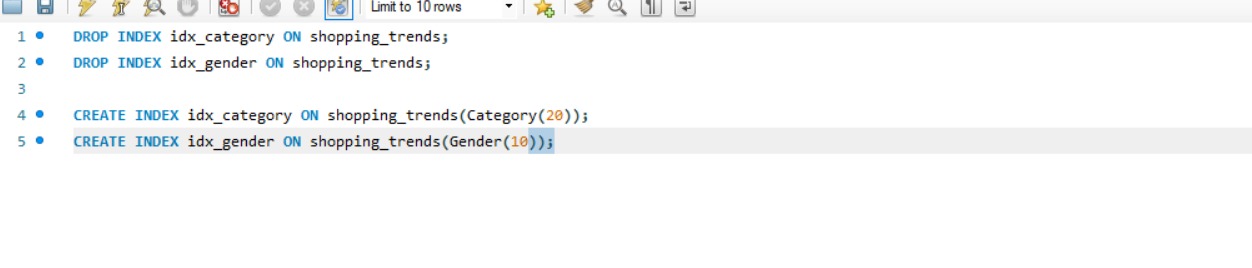 Limit to 10 rows
1 DROP INDEX idx_category ON shopping_trends;
2 DROP INDEX idx_gender ON shopping_trends;
3
4 CREATE INDEX idx_category ON shopping_trends(Category(20));
5 CREATE INDEX idx_gender ON shopping_trends(Gender(10));